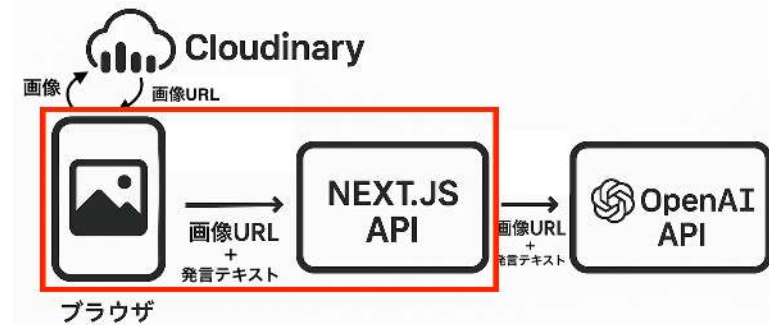 Cloudinary
画像
画像URL
NEXT.JS
API
画像URL
+
発言テキスト
画像URL
+
発言テキスト
OpenAI
API
ブラウザ